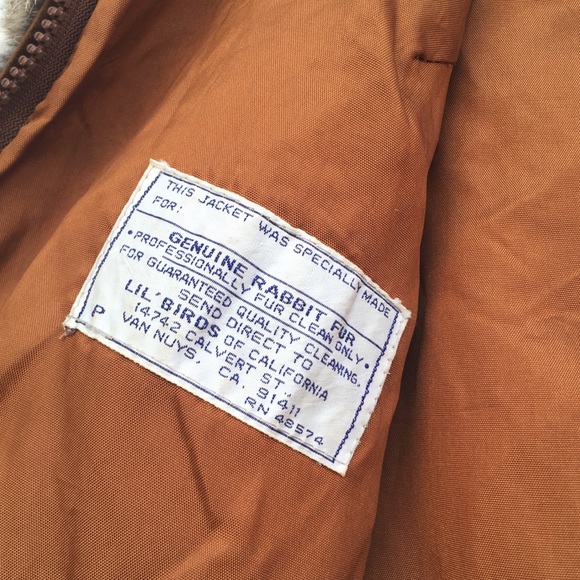 THIS JACKET WAS SPECIALLY MADE
FOR:
GENUINE RABBIT FUR
• PROFESSIONALLY FUR CLEAN ONLY •
FOR GUARANTEED QUALITY CLEANING,
SEND DIRECT TO
LIL' BIRDS OF CALIFORNIA
14742 CALVERT ST.,
VAN NUYS, CA. 91411
P RN 48574